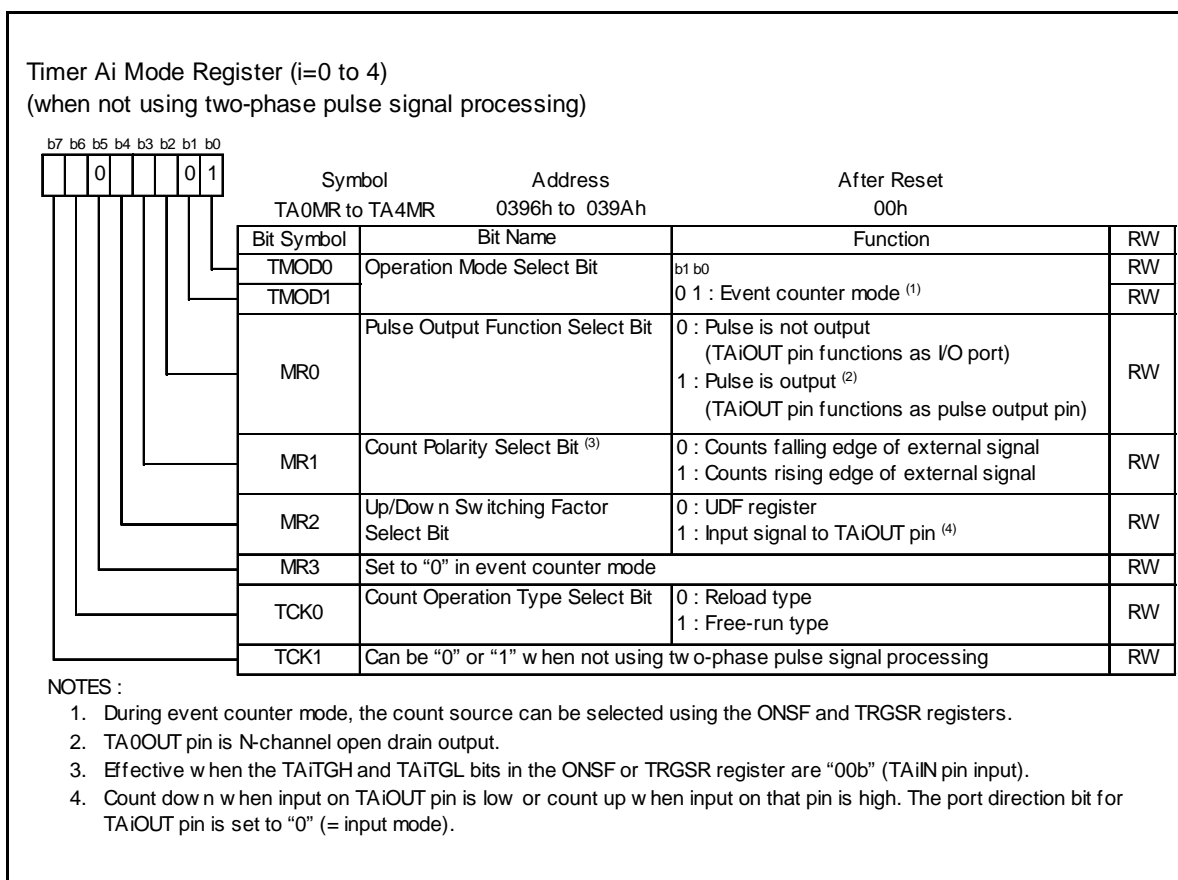 Timer Ai Mode Register (i=0 to 4)
(when not using two-phase pulse signal processing)
b7 b6 b5 b4 b3 b2 b1 b0
0 0 1
Symbol Address After Reset
TA0MR to TA4MR 0396h to 039Ah 00h
Bit Symbol Bit Name Function RW
TMOD0 Operation Mode Select Bit b1 b0 RW
TMOD1 0 1 : Event counter mode (1) RW
MR0 Pulse Output Function Select Bit 0 : Pulse is not output
(TAiOUT pin functions as I/O port)
1 : Pulse is output (2)
(TAiOUT pin functions as pulse output pin) RW
MR1 Count Polarity Select Bit (3) 0 : Counts falling edge of external signal
1 : Counts rising edge of external signal RW
MR2 Up/Down Switching Factor Select Bit 0 : UDF register
1 : Input signal to TAiOUT pin (4) RW
MR3 Set to “0” in event counter mode RW
TCK0 Count Operation Type Select Bit 0 : Reload type
1 : Free-run type RW
TCK1 Can be “0” or “1” when not using two-phase pulse signal processing RW
NOTES :
1. During event counter mode, the count source can be selected using the ONSF and TRGSR registers.
2. TA0OUT pin is N-channel open drain output.
3. Effective when the TAiTGH and TAiTGL bits in the ONSF or TRGSR register are “00b” (TAiIN pin input).
4. Count down when input on TAiOUT pin is low or count up when input on that pin is high. The port direction bit for
TAiOUT pin is set to “0” (= input mode).